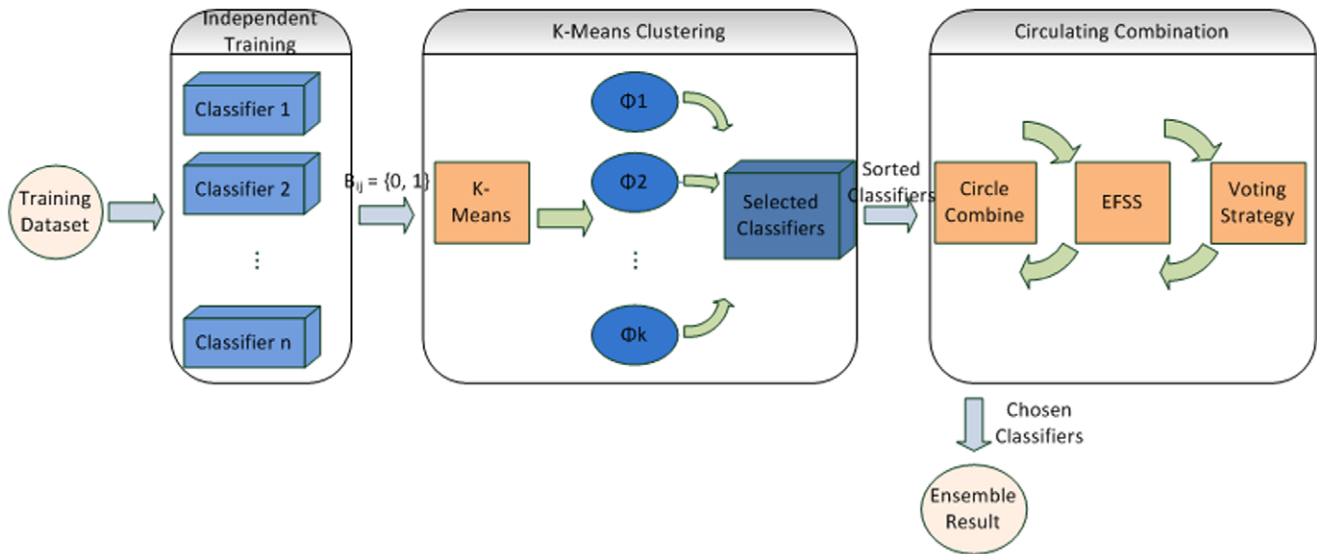 Independent
Training
K-Means Clustering
Circulating Combination
Training
Dataset
Classifier 1
Classifier 2
⋮
Classifier n
Bij = {0, 1}
K-
Means
Φ1
Φ2
⋮
Φk
Selected
Classifiers
Sorted
Classifiers
Circle
Combine
EFSS
Voting
Strategy
Chosen
Classifiers
Ensemble
Result